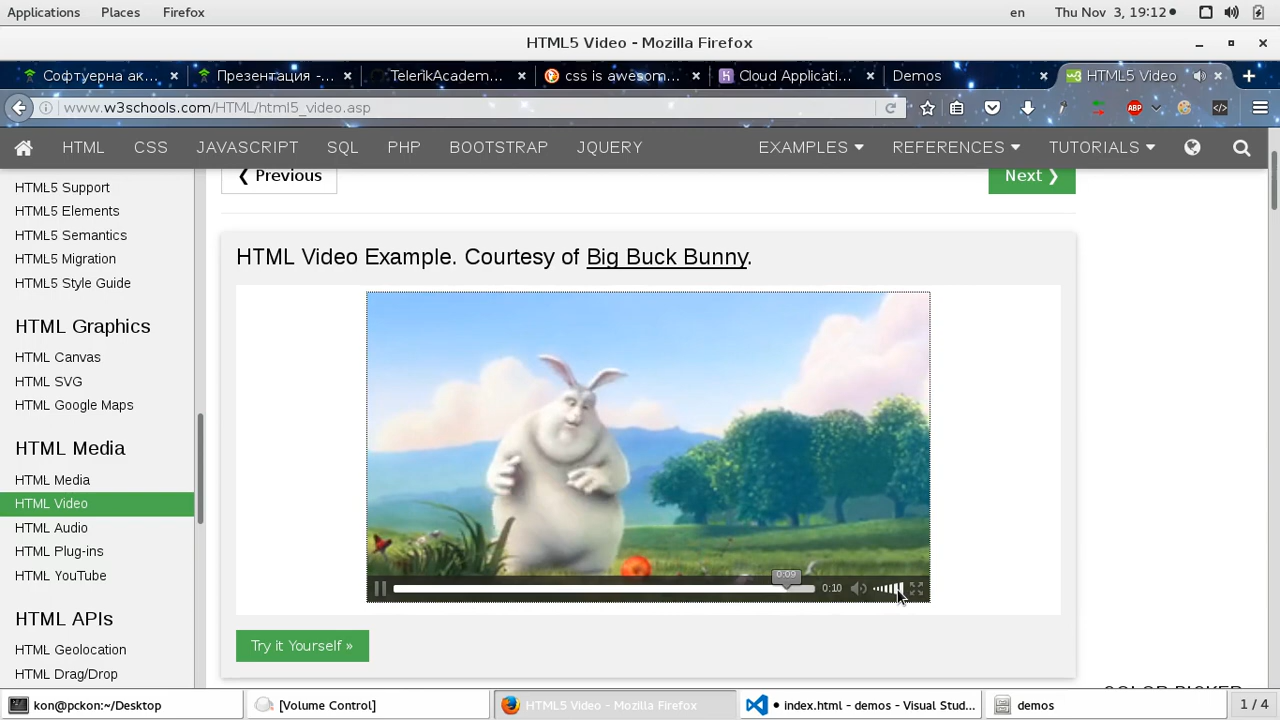 Applications Places Firefox en Thu Nov 3, 19:12
HTML5 Video - Mozilla Firefox
Софтуерна ак... Презентация -... TelerikAcadem... css is awesom... Cloud Applicati... Demos HTML5 Video
www.w3schools.com/HTML/html5_video.asp ABP
HTML CSS JAVASCRIPT SQL PHP BOOTSTRAP JQUERY EXAMPLES REFERENCES TUTORIALS
HTML5 Support
HTML5 Elements
HTML5 Semantics
HTML5 Migration
HTML5 Style Guide
HTML Graphics
HTML Canvas
HTML SVG
HTML Google Maps
HTML Media
HTML Media
HTML Video
HTML Audio
HTML Plug-ins
HTML YouTube
HTML APIs
HTML Geolocation
HTML Drag/Drop
❮ Previous
Next ❯
HTML Video Example. Courtesy of Big Buck Bunny.
0:09
0:10
Try it Yourself »
COLOR PICKER
kon@pckon:~/Desktop [Volume Control] HTML5 Video - Mozilla Firefox • index.html - demos - Visual Stud... demos 1 / 4